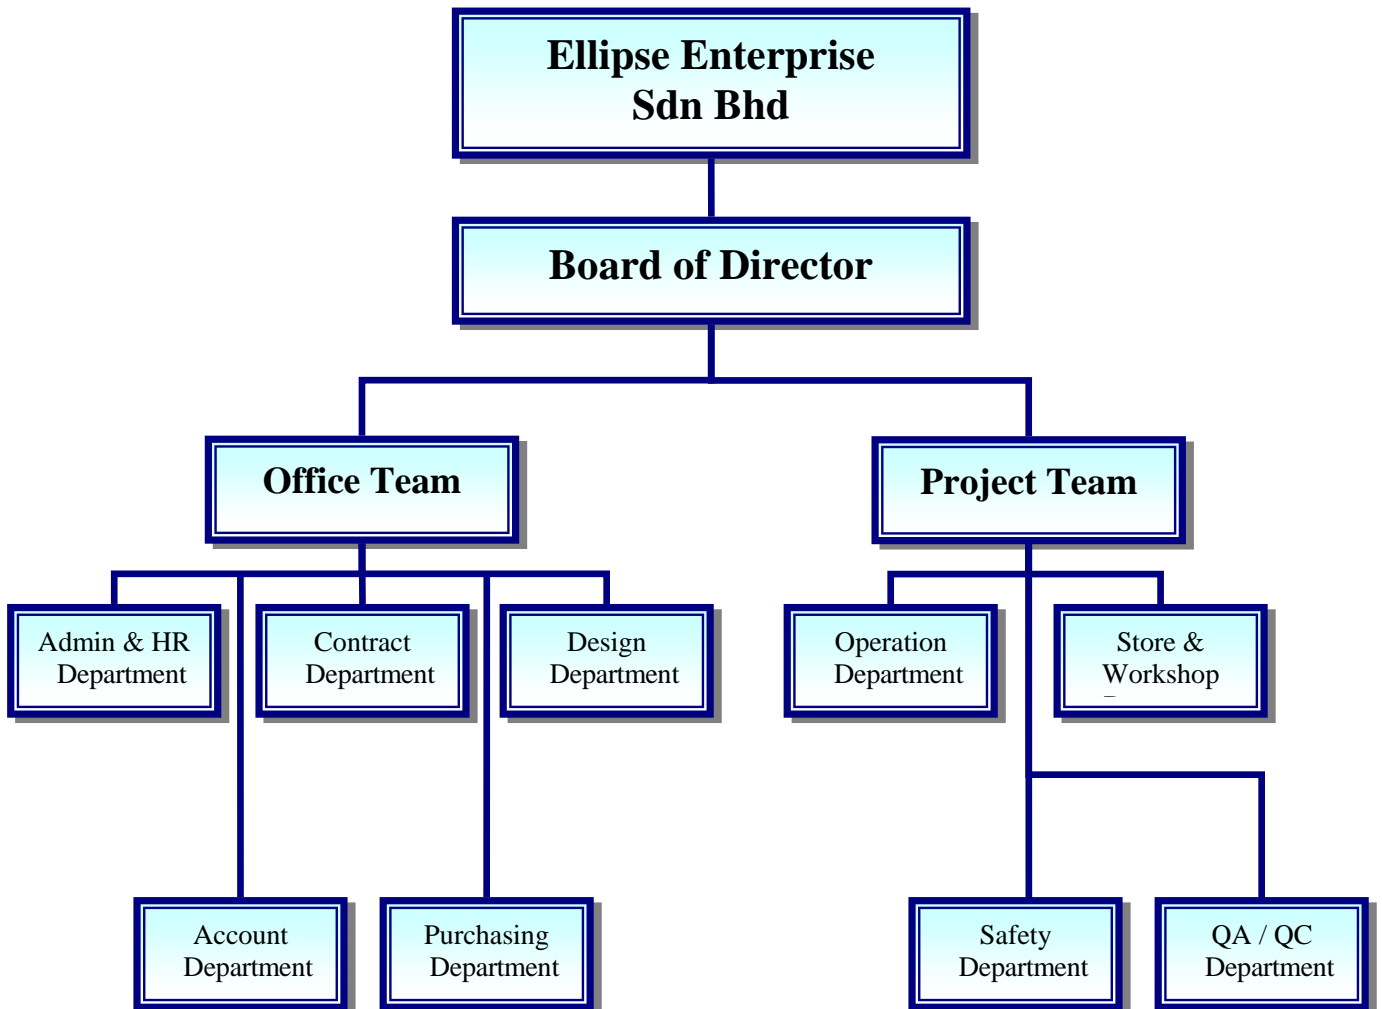 Ellipse Enterprise
Sdn Bhd
Board of Director
Office Team
Project Team
Admin & HR
Department
Contract
Department
Design
Department
Operation
Department
Store &
Workshop
Account
Department
Purchasing
Department
Safety
Department
QA / QC
Department